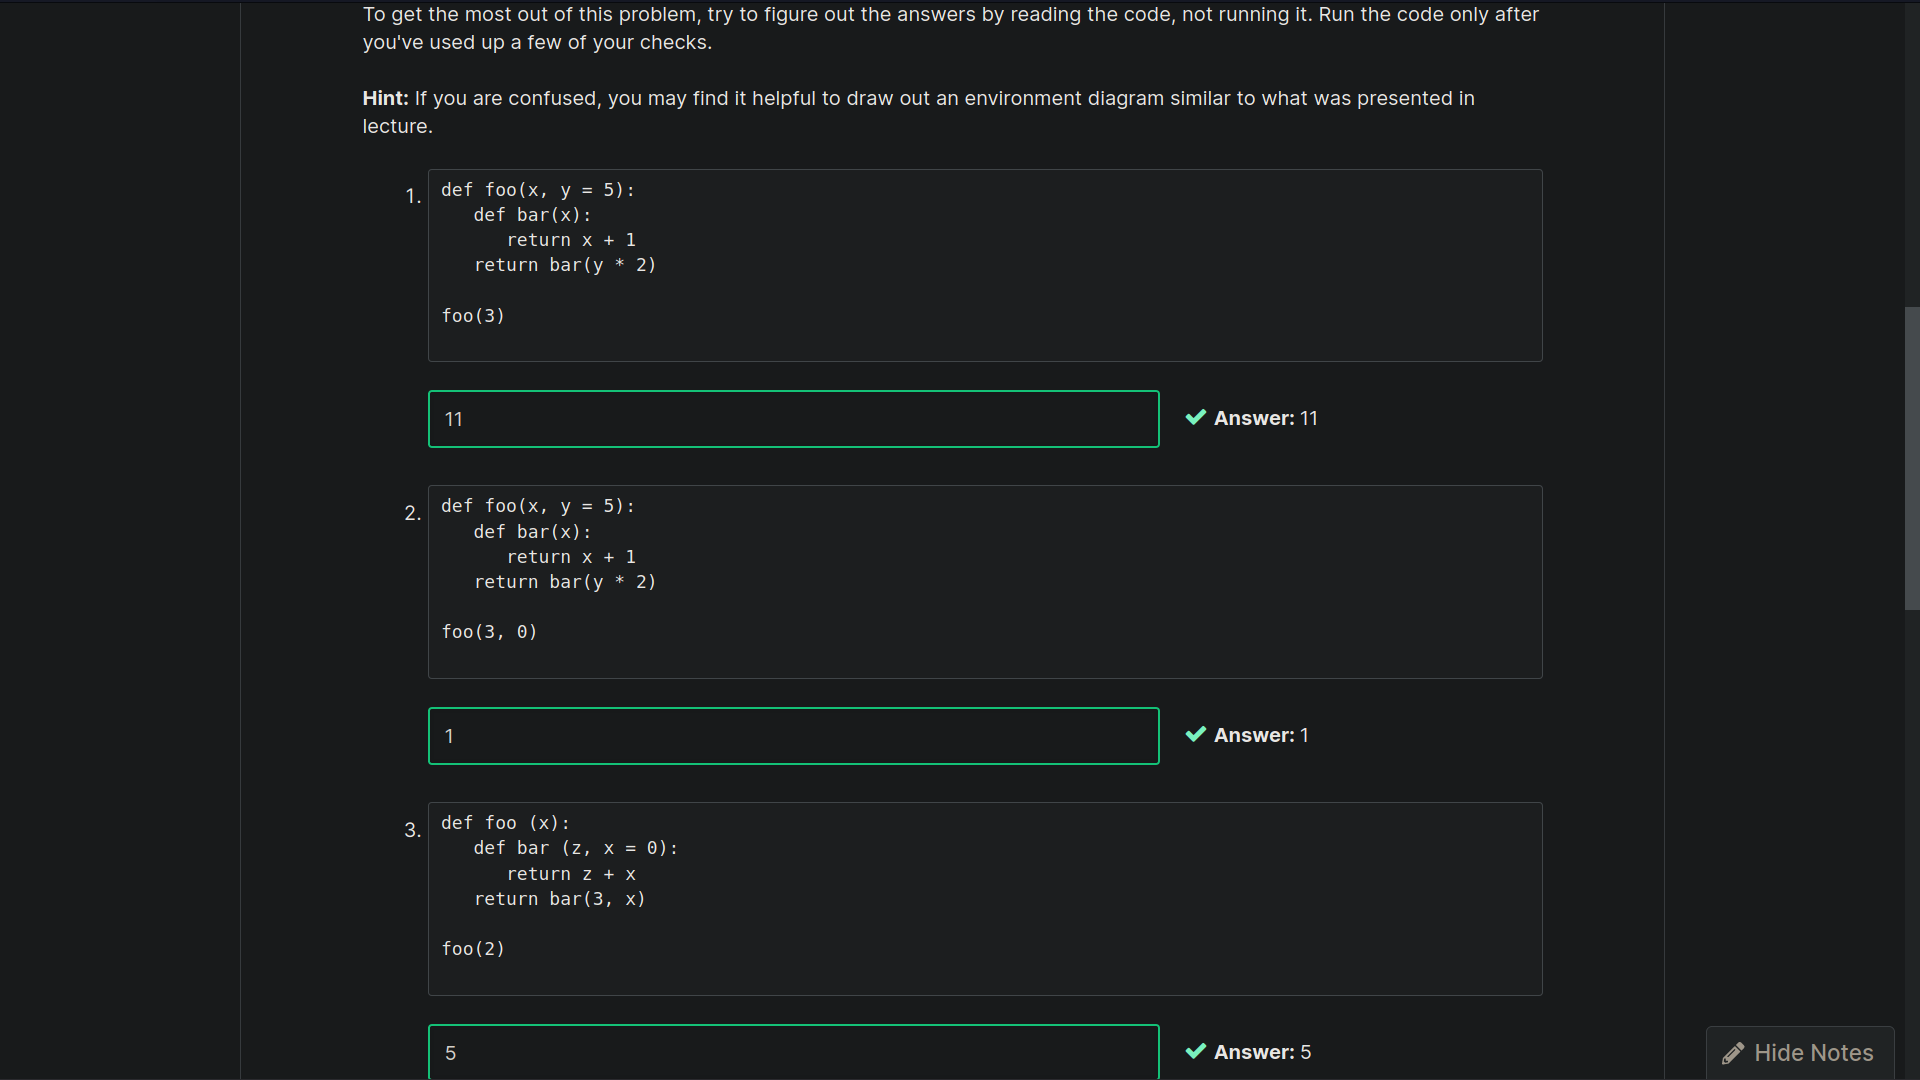 To get the most out of this problem, try to figure out the answers by reading the code, not running it. Run the code only after
you've used up a few of your checks.
Hint: If you are confused, you may find it helpful to draw out an environment diagram similar to what was presented in
lecture.
1.
def foo(x, y = 5):
   def bar(x):
      return x + 1
   return bar(y * 2)
foo(3)
11
Answer: 11
2.
def foo(x, y = 5):
   def bar(x):
      return x + 1
   return bar(y * 2)
foo(3, 0)
1
Answer: 1
3.
def foo (x):
   def bar (z, x = 0):
      return z + x
   return bar(3, x)
foo(2)
5
Answer: 5
Hide Notes